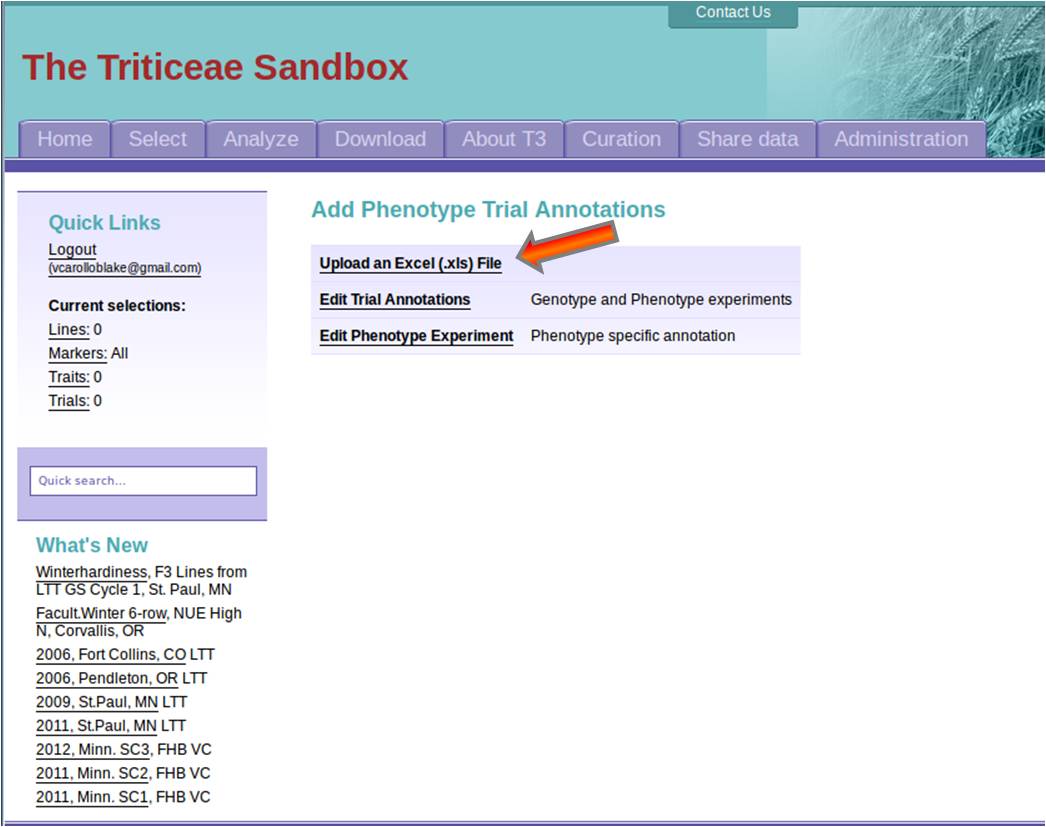 Contact Us
The Triticeae Sandbox
Home Select Analyze Download About T3 Curation Share data Administration
Quick Links
Logout
(vcarolloblake@gmail.com)
Current selections:
Lines: 0
Markers: All
Traits: 0
Trials: 0
Quick search...
What's New
Winterhardiness, F3 Lines from
LTT GS Cycle 1, St. Paul, MN
Facult.Winter 6-row, NUE High
N, Corvallis, OR
2006, Fort Collins, CO LTT
2006, Pendleton, OR LTT
2009, St.Paul, MN LTT
2011, St.Paul, MN LTT
2012, Minn. SC3, FHB VC
2011, Minn. SC2, FHB VC
2011, Minn. SC1, FHB VC
Add Phenotype Trial Annotations
Upload an Excel (.xls) File
Edit Trial Annotations Genotype and Phenotype experiments
Edit Phenotype Experiment Phenotype specific annotation